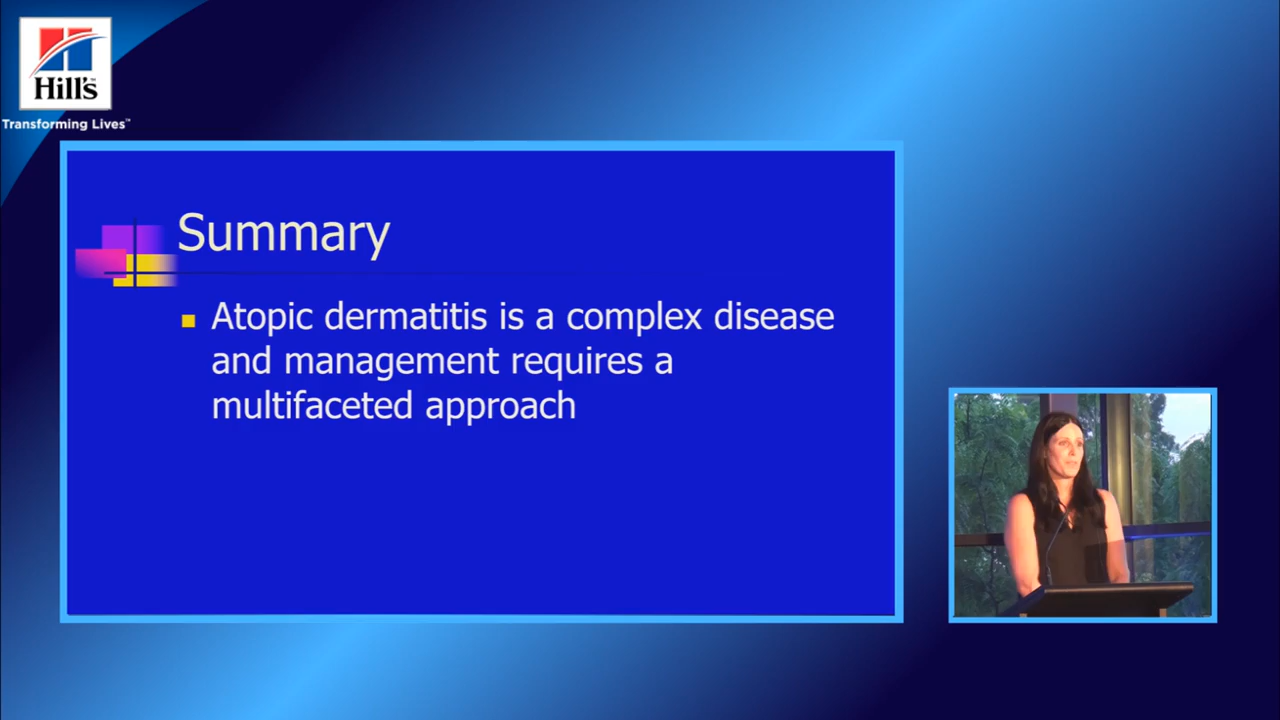 Hill's
Transforming Lives™
Summary
Atopic dermatitis is a complex disease
and management requires a
multifaceted approach